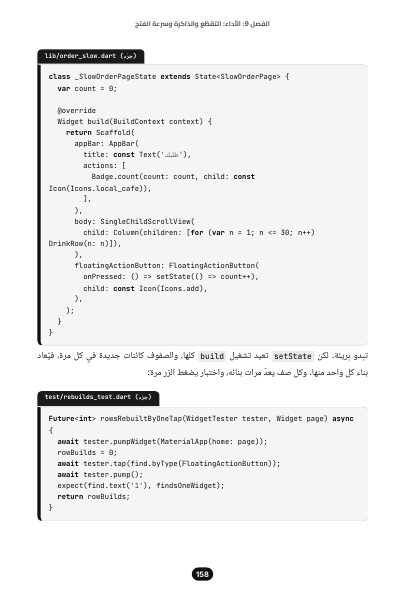 الفصل 9: الأداء: التقطّع والذاكرة وسرعة الفتح
lib/order_slow.dart (جزء)
class _SlowOrderPageState extends State<SlowOrderPage> {
  var count = 0;
  @override
  Widget build(BuildContext context) {
    return Scaffold(
      appBar: AppBar(
        title: const Text('طلبك'),
        actions: [
          Badge.count(count: count, child: const
Icon(Icons.local_cafe)),
        ],
      ),
      body: SingleChildScrollView(
        child: Column(children: [for (var n = 1; n <= 30; n++)
DrinkRow(n: n)]),
      ),
      floatingActionButton: FloatingActionButton(
        onPressed: () => setState(() => count++),
        child: const Icon(Icons.add),
      ),
    );
  }
}
تبدو بريئة. لكن setState تعيد تشغيل build كلها، والصفوف كائنات جديدة في كل مرة، فيُعاد
بناء كل واحد منها. وكل صف يعدّ مرات بنائه، واختبار يضغط الزر مرة:
test/rebuilds_test.dart (جزء)
Future<int> rowsRebuiltByOneTap(WidgetTester tester, Widget page) async
{
  await tester.pumpWidget(MaterialApp(home: page));
  rowBuilds = 0;
  await tester.tap(find.byType(FloatingActionButton));
  await tester.pump();
  expect(find.text('1'), findsOneWidget);
  return rowBuilds;
}
158